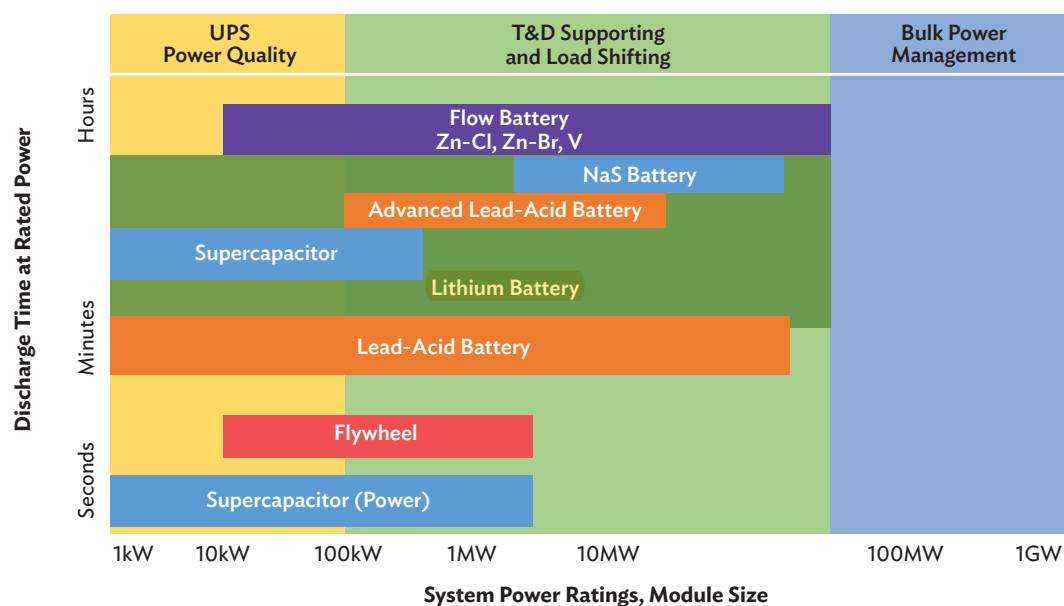 UPS
Power Quality
T&D Supporting
and Load Shifting
Bulk Power
Management
Discharge Time at Rated Power
Hours
Minutes
Seconds
Flow Battery
Zn-Cl, Zn-Br, V
NaS Battery
Advanced Lead-Acid Battery
Supercapacitor
Lithium Battery
Lead-Acid Battery
Flywheel
Supercapacitor (Power)
1kW 10kW 100kW 1MW 10MW 100MW 1GW
System Power Ratings, Module Size